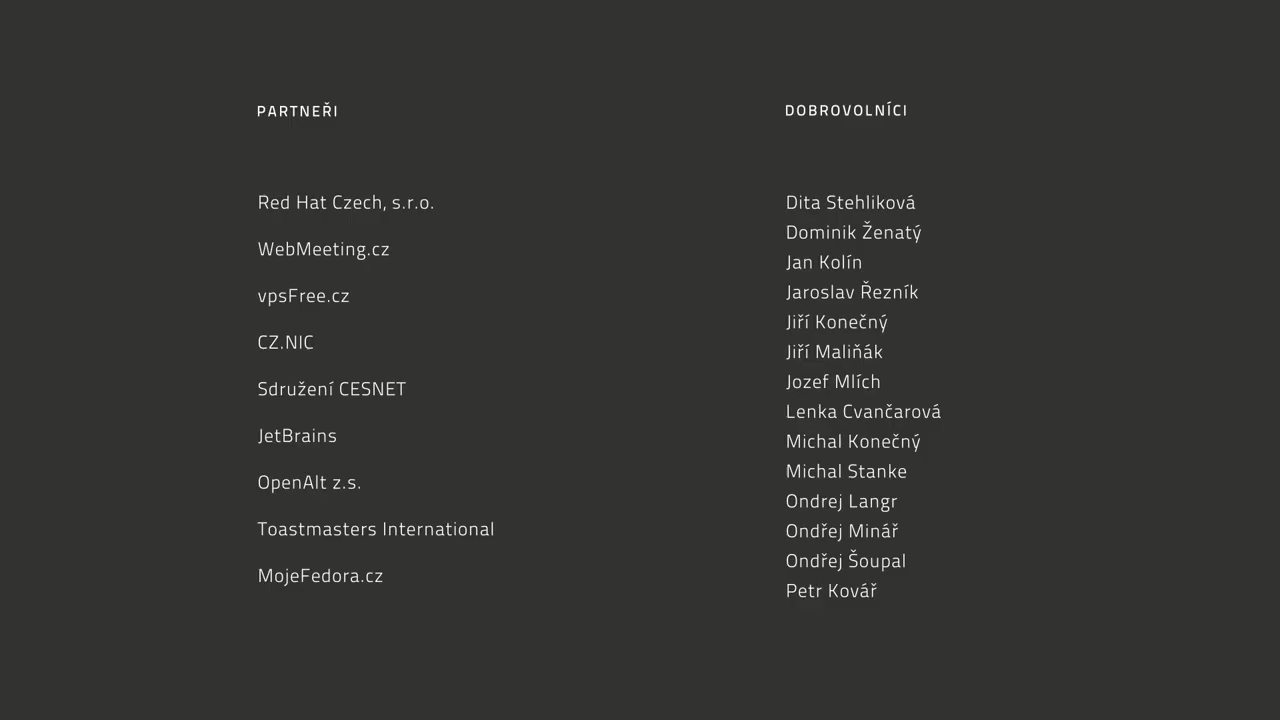 PARTNEŘI
Red Hat Czech, s.r.o.
WebMeeting.cz
vpsFree.cz
CZ.NIC
Sdružení CESNET
JetBrains
OpenAlt z.s.
Toastmasters International
MojeFedora.cz
DOBROVOLNÍCI
Dita Stehliková
Dominik Ženatý
Jan Kolín
Jaroslav Řezník
Jiří Konečný
Jiří Maliňák
Jozef Mlích
Lenka Cvančarová
Michal Konečný
Michal Stanke
Ondrej Langr
Ondřej Minář
Ondřej Šoupal
Petr Kovář